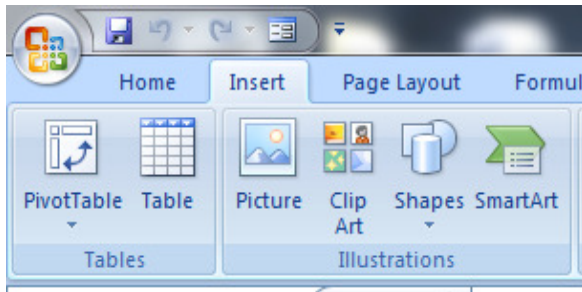 Home Insert Page Layout Formul
PivotTable Table Picture Clip Art Shapes SmartArt
Tables Illustrations